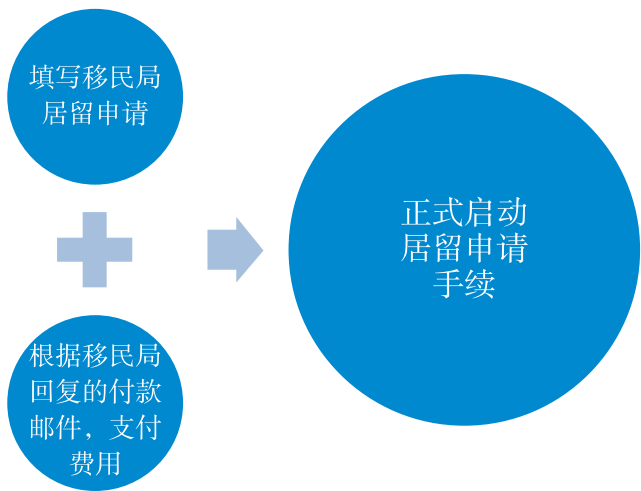 填写移民局
居留申请
根据移民局
回复的付款
邮件，支付
费用
正式启动
居留申请
手续